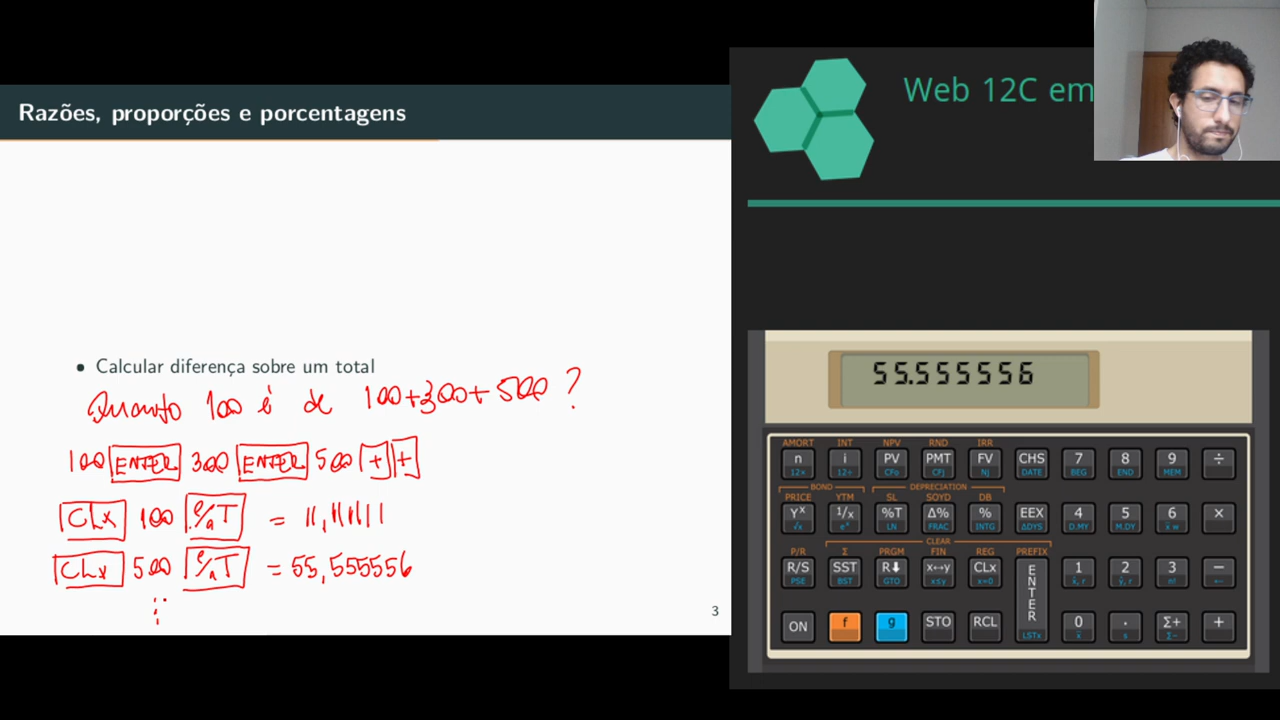 Razões, proporções e porcentagens
• Calcular diferença sobre um total
Quanto 100 é de 100+300+500?
100 ENTER 300 ENTER 500 + +
CLx 100 %T = 11,11111
CLx 500 %T = 55,555556
3
Web 12C em
55.555556
AMORT INT NPV RND IRR
n i PV PMT FV CHS 7 8 9 ÷
12× 12÷ CFo CFj Nj DATE BEG END MEM
BOND DEPRECIATION
PRICE YTM SL SOYD DB
Yˣ 1/x %T Δ% % EEX 4 5 6 ×
√x eˣ LN FRAC INTG ΔDYS D.MY M.DY x̄ w
CLEAR
P/R Σ PRGM FIN REG PREFIX
R/S SST R⬇ x↔y CLx ENTER 1 2 3 −
PSE BST GTO x≤y x=0 LSTx x̂, r ŷ, r n! ←
ON f g STO RCL 0 . Σ+ +
x̄ s Σ−